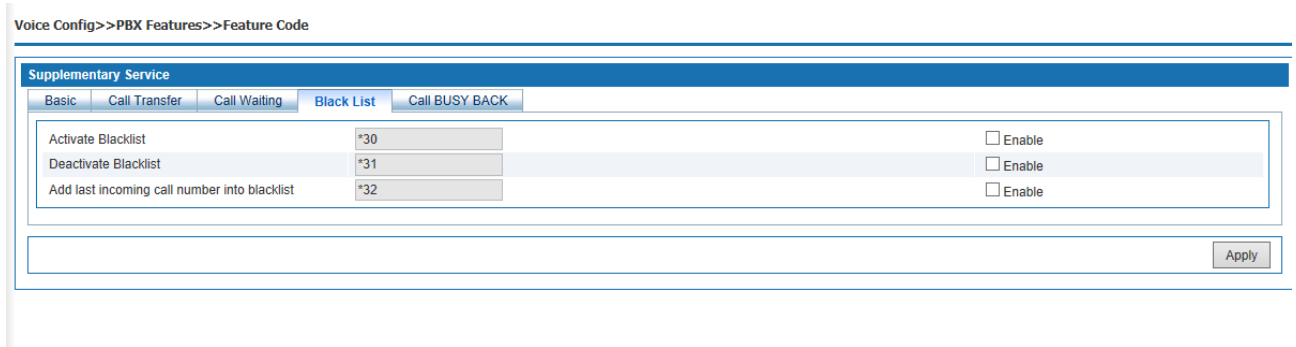 Voice Config>>PBX Features>>Feature Code
Supplementary Service
Basic Call Transfer Call Waiting Black List Call BUSY BACK
Activate Blacklist *30 Enable
Deactivate Blacklist *31 Enable
Add last incoming call number into blacklist *32 Enable
Apply